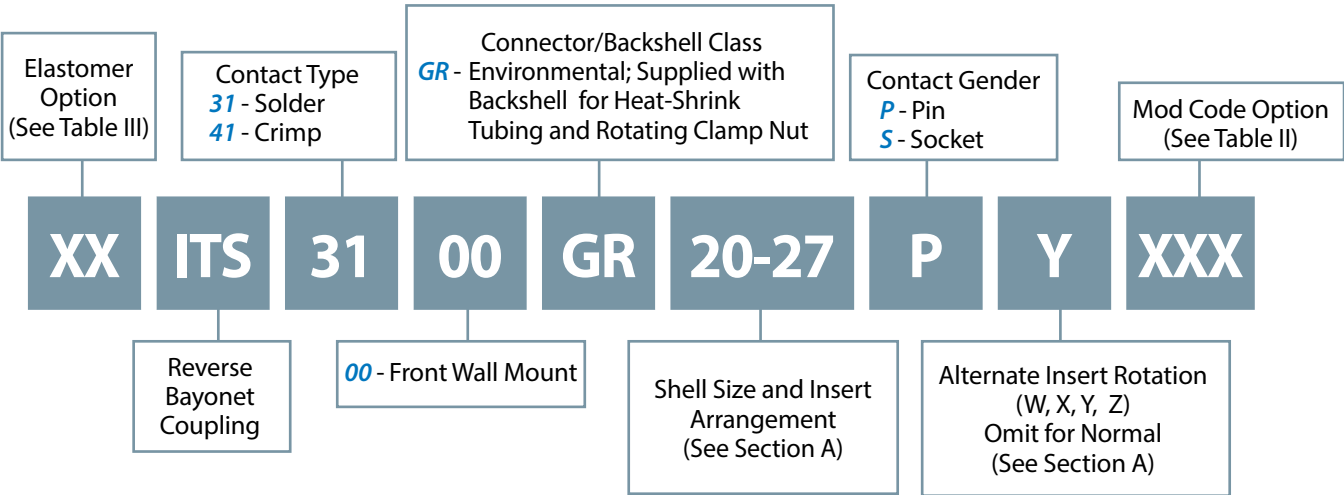 Elastomer
Option
(See Table III)
Contact Type
31 - Solder
41 - Crimp
Connector/Backshell Class
GR - Environmental; Supplied with
Backshell for Heat-Shrink
Tubing and Rotating Clamp Nut
Contact Gender
P - Pin
S - Socket
Mod Code Option
(See Table II)
XX ITS 31 00 GR 20-27 P Y XXX
Reverse
Bayonet
Coupling
00 - Front Wall Mount
Shell Size and Insert
Arrangement
(See Section A)
Alternate Insert Rotation
(W, X, Y, Z)
Omit for Normal
(See Section A)